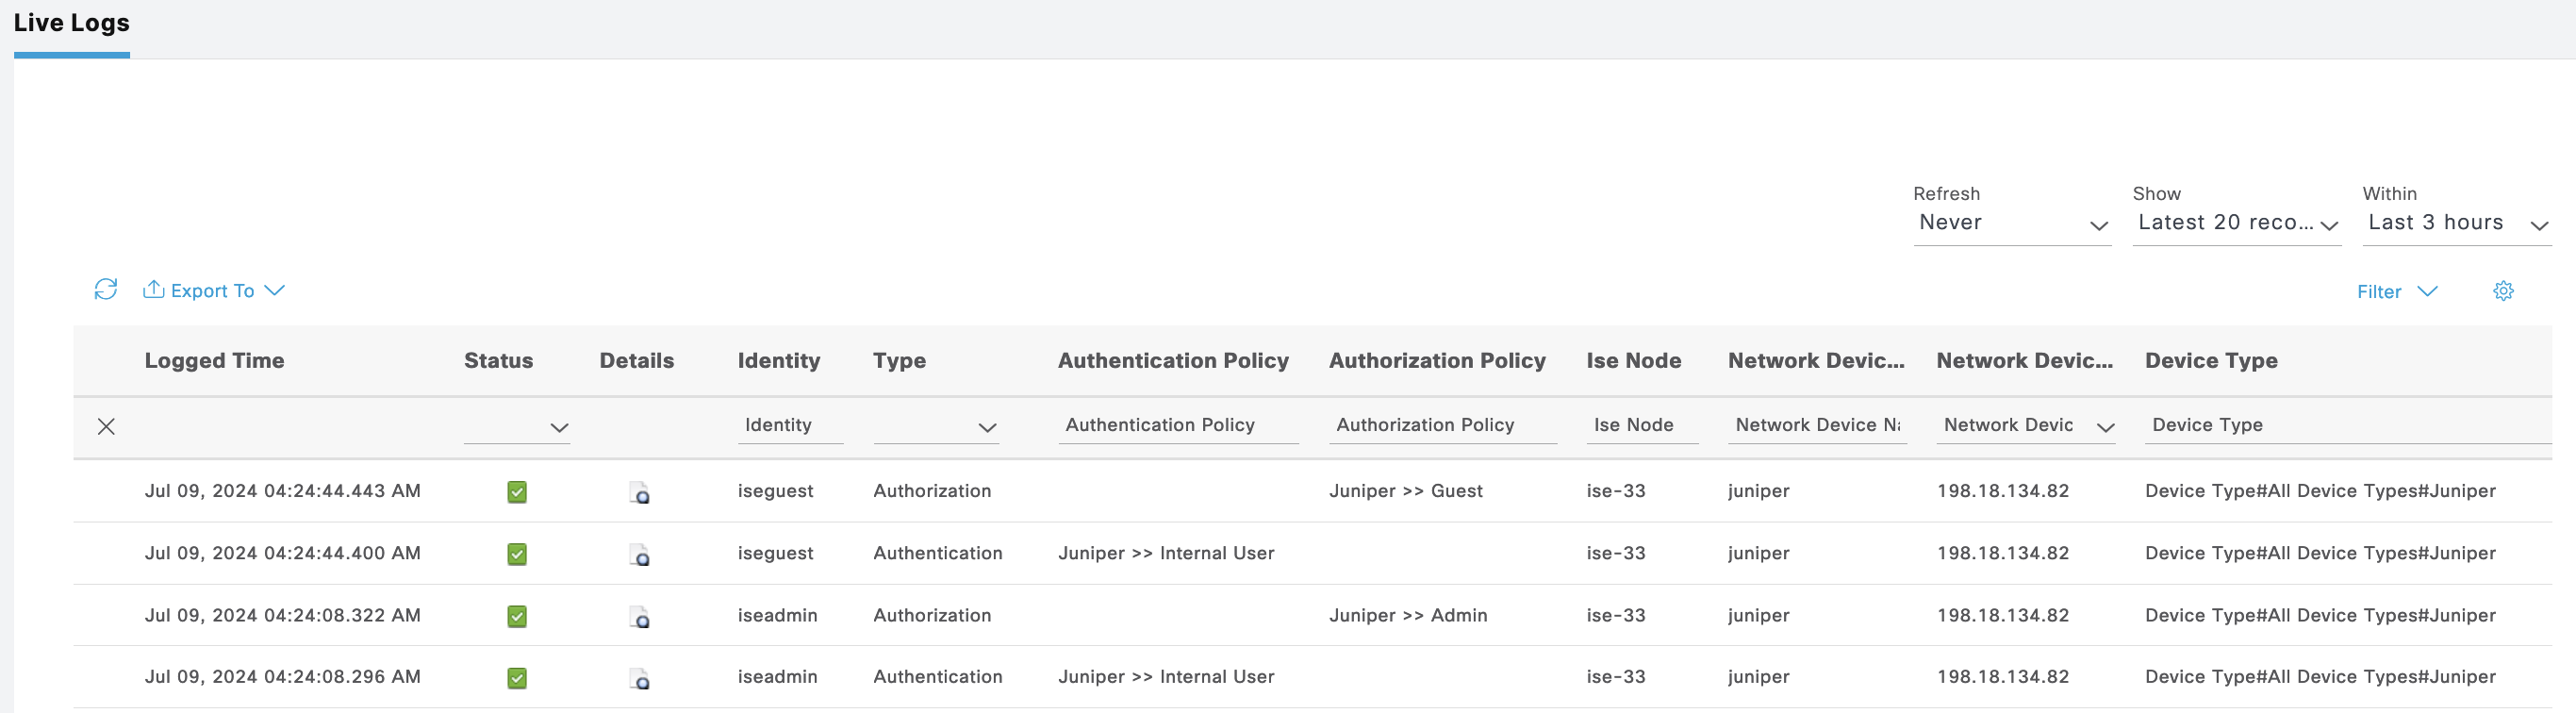 Live Logs
Refresh Show Within
Never Latest 20 reco... Last 3 hours
Export To Filter
Logged Time Status Details Identity Type Authentication Policy Authorization Policy Ise Node Network Devic... Network Devic... Device Type
Identity Authentication Policy Authorization Policy Ise Node Network Device Na Network Devic Device Type
Jul 09, 2024 04:24:44.443 AM iseguest Authorization Juniper >> Guest ise-33 juniper 198.18.134.82 Device Type#All Device Types#Juniper
Jul 09, 2024 04:24:44.400 AM iseguest Authentication Juniper >> Internal User ise-33 juniper 198.18.134.82 Device Type#All Device Types#Juniper
Jul 09, 2024 04:24:08.322 AM iseadmin Authorization Juniper >> Admin ise-33 juniper 198.18.134.82 Device Type#All Device Types#Juniper
Jul 09, 2024 04:24:08.296 AM iseadmin Authentication Juniper >> Internal User ise-33 juniper 198.18.134.82 Device Type#All Device Types#Juniper